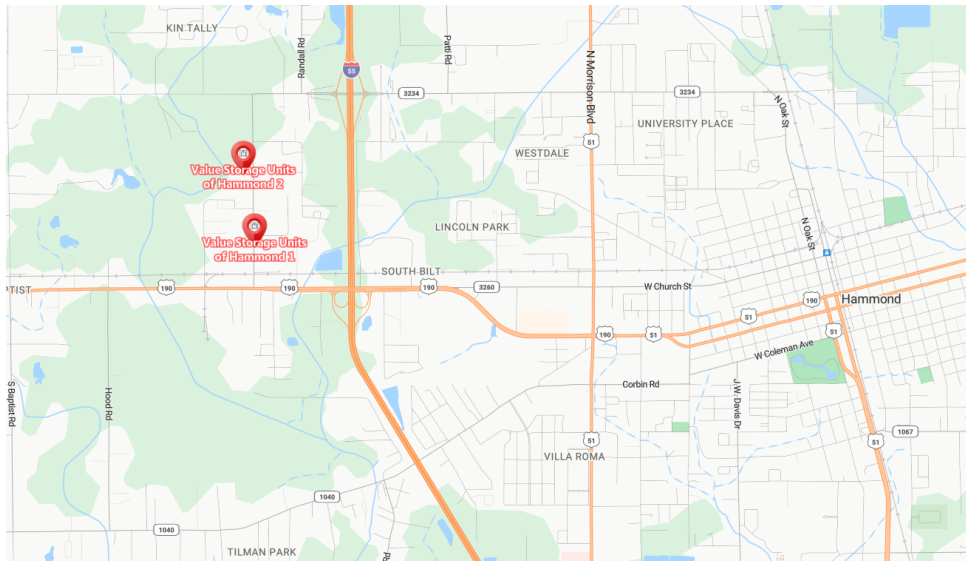 KIN TALLY
Randall Rd
Patti Rd
N Morrison Blvd
55
3234
3234
N Oak St
UNIVERSITY PLACE
51
WESTDALE
Value Storage Units
of Hammond 2
LINCOLN PARK
N Oak St
Value Storage Units
of Hammond 1
SOUTH BILT
PTIST
190
190
190
3260
W Church St
190
Hammond
51
190
51
51
51
W Coleman Ave
S Baptist Rd
Hood Rd
Corbin Rd
J.W. Davis Dr
51
51
1067
VILLA ROMA
1040
1040
TILMAN PARK